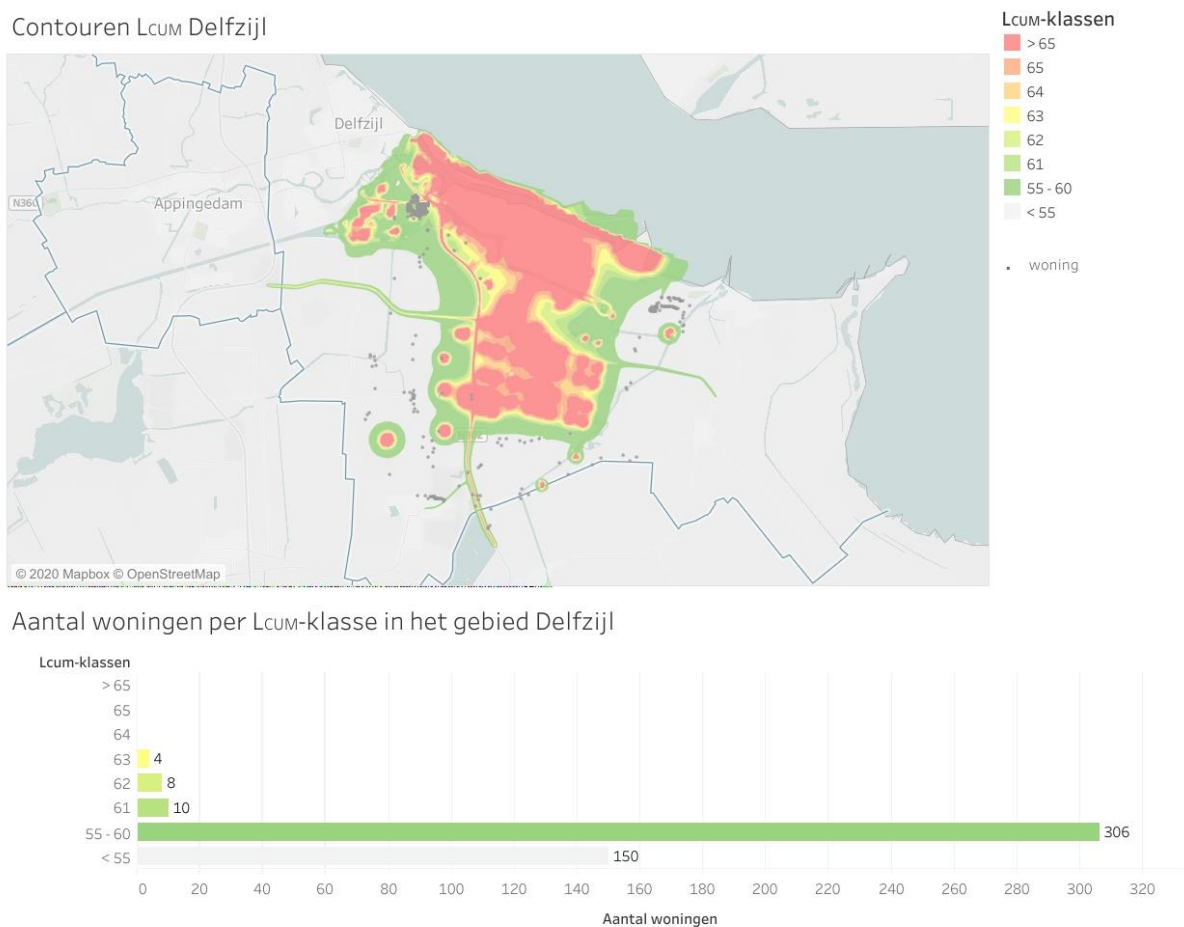 Contouren LCUM Delfzijl
LCUM-klassen
> 65
65
64
63
62
61
55 - 60
< 55
woning
Delfzijl
Appingedam
© 2020 Mapbox © OpenStreetMap
Aantal woningen per LCUM-klasse in het gebied Delfzijl
Lcum-klassen
> 65
65
64
63 4
62 8
61 10
55 - 60 306
< 55 150
0 20 40 60 80 100 120 140 160 180 200 220 240 260 280 300 320
Aantal woningen